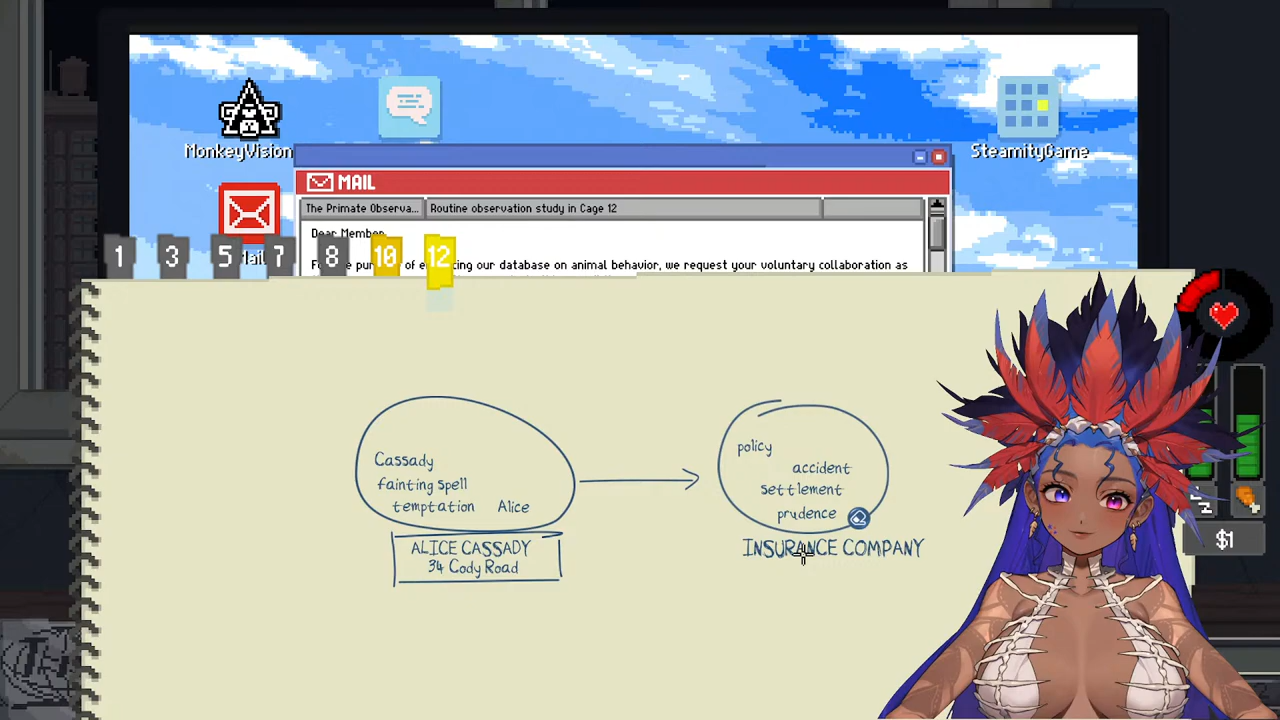 MonkeyVision
SteamityGame
MAIL
The Primate Observa... Routine observation study in Cage 12
Dear Member,
1 3 5 7 8 10 12
our database on animal behavior, we request your voluntary collaboration as
Cassady
fainting spell
temptation Alice
ALICE CASSADY
34 Cody Road
policy
accident
settlement
prudence
INSURANCE COMPANY
$1